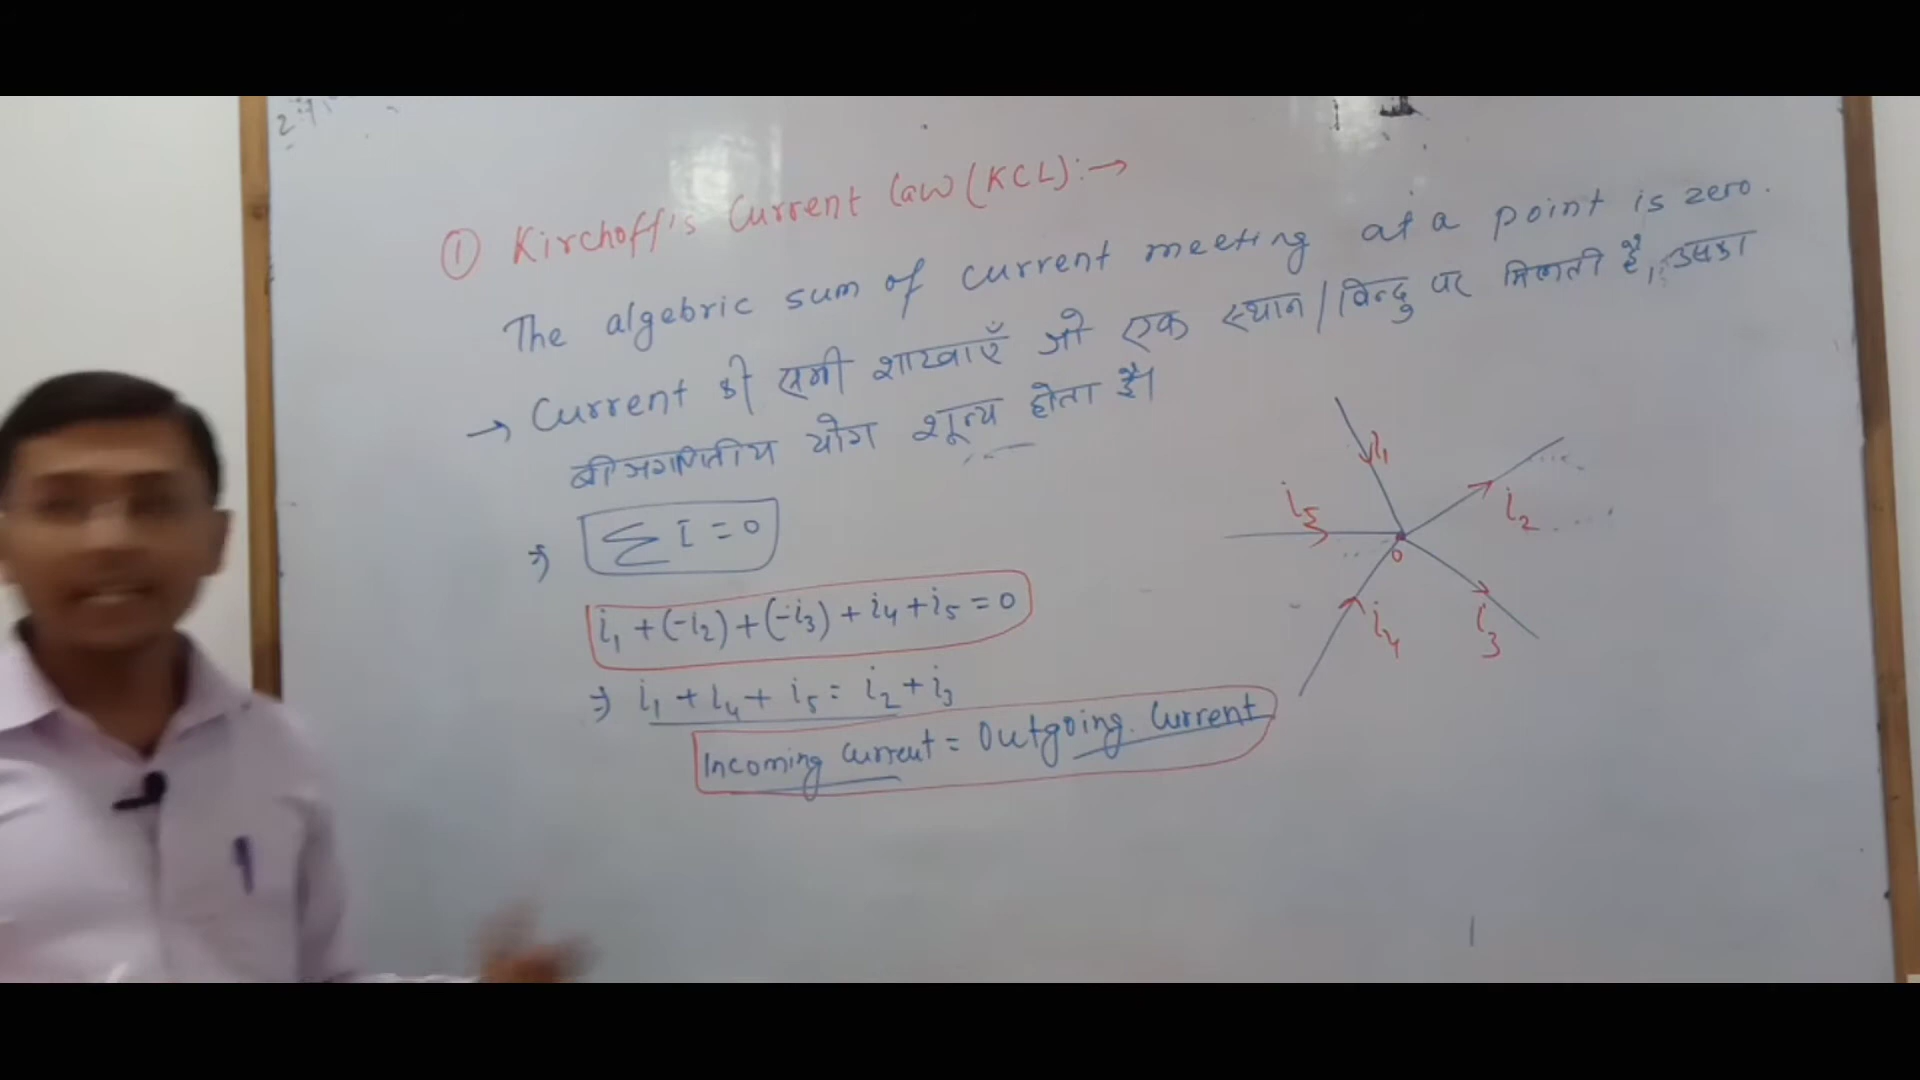 ① Kirchoff's Current Law (KCL):→
The algebric sum of current meeting at a point is zero.
→ Current की सभी शाखाएँ जो एक स्थान/बिन्दु पर मिलती है, उसका
बीजगणितीय योग शून्य होता है।
⇒ ∑I=0
i₁+(-i₂)+(-i₃)+i₄+i₅=0
⇒ i₁+i₄+i₅=i₂+i₃
Incoming Current = Outgoing Current
i₁
i₅
i₂
o
i₄
i₃